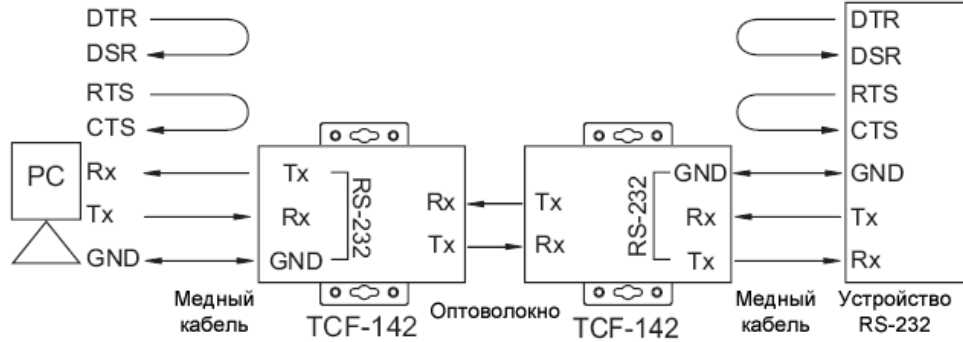 DTR
DSR
RTS
CTS
PC
Rx
Tx
GND
Tx
Rx
GND
RS-232
Rx
Tx
Медный
кабель
TCF-142
Оптоволокно
Tx
Rx
RS-232
GND
Rx
Tx
TCF-142
Медный
кабель
DTR
DSR
RTS
CTS
GND
Tx
Rx
Устройство
RS-232